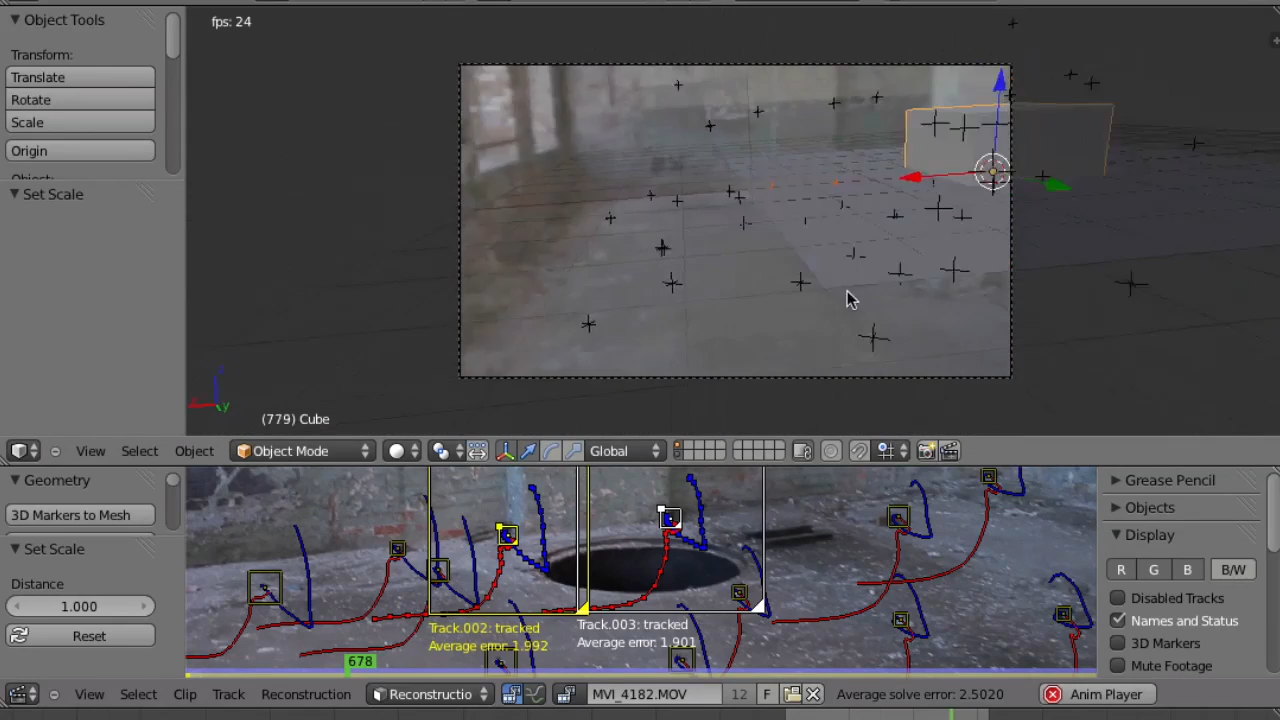 Object Tools
fps: 24
Transform:
Translate
Rotate
Scale
Origin
Set Scale
y
(779) Cube
View
Select
Object
Object Mode
Global
Geometry
3D Markers to Mesh
Set Scale
Distance
1.000
Reset
Track.002: tracked
Average error: 1.992
Track.003: tracked
Average error: 1.901
678
Grease Pencil
Objects
Display
R
G
B
B/W
Disabled Tracks
Names and Status
3D Markers
Mute Footage
View
Select
Clip
Track
Reconstruction
Reconstructio
MVI_4182.MOV
12
F
Average solve error: 2.5020
Anim Player